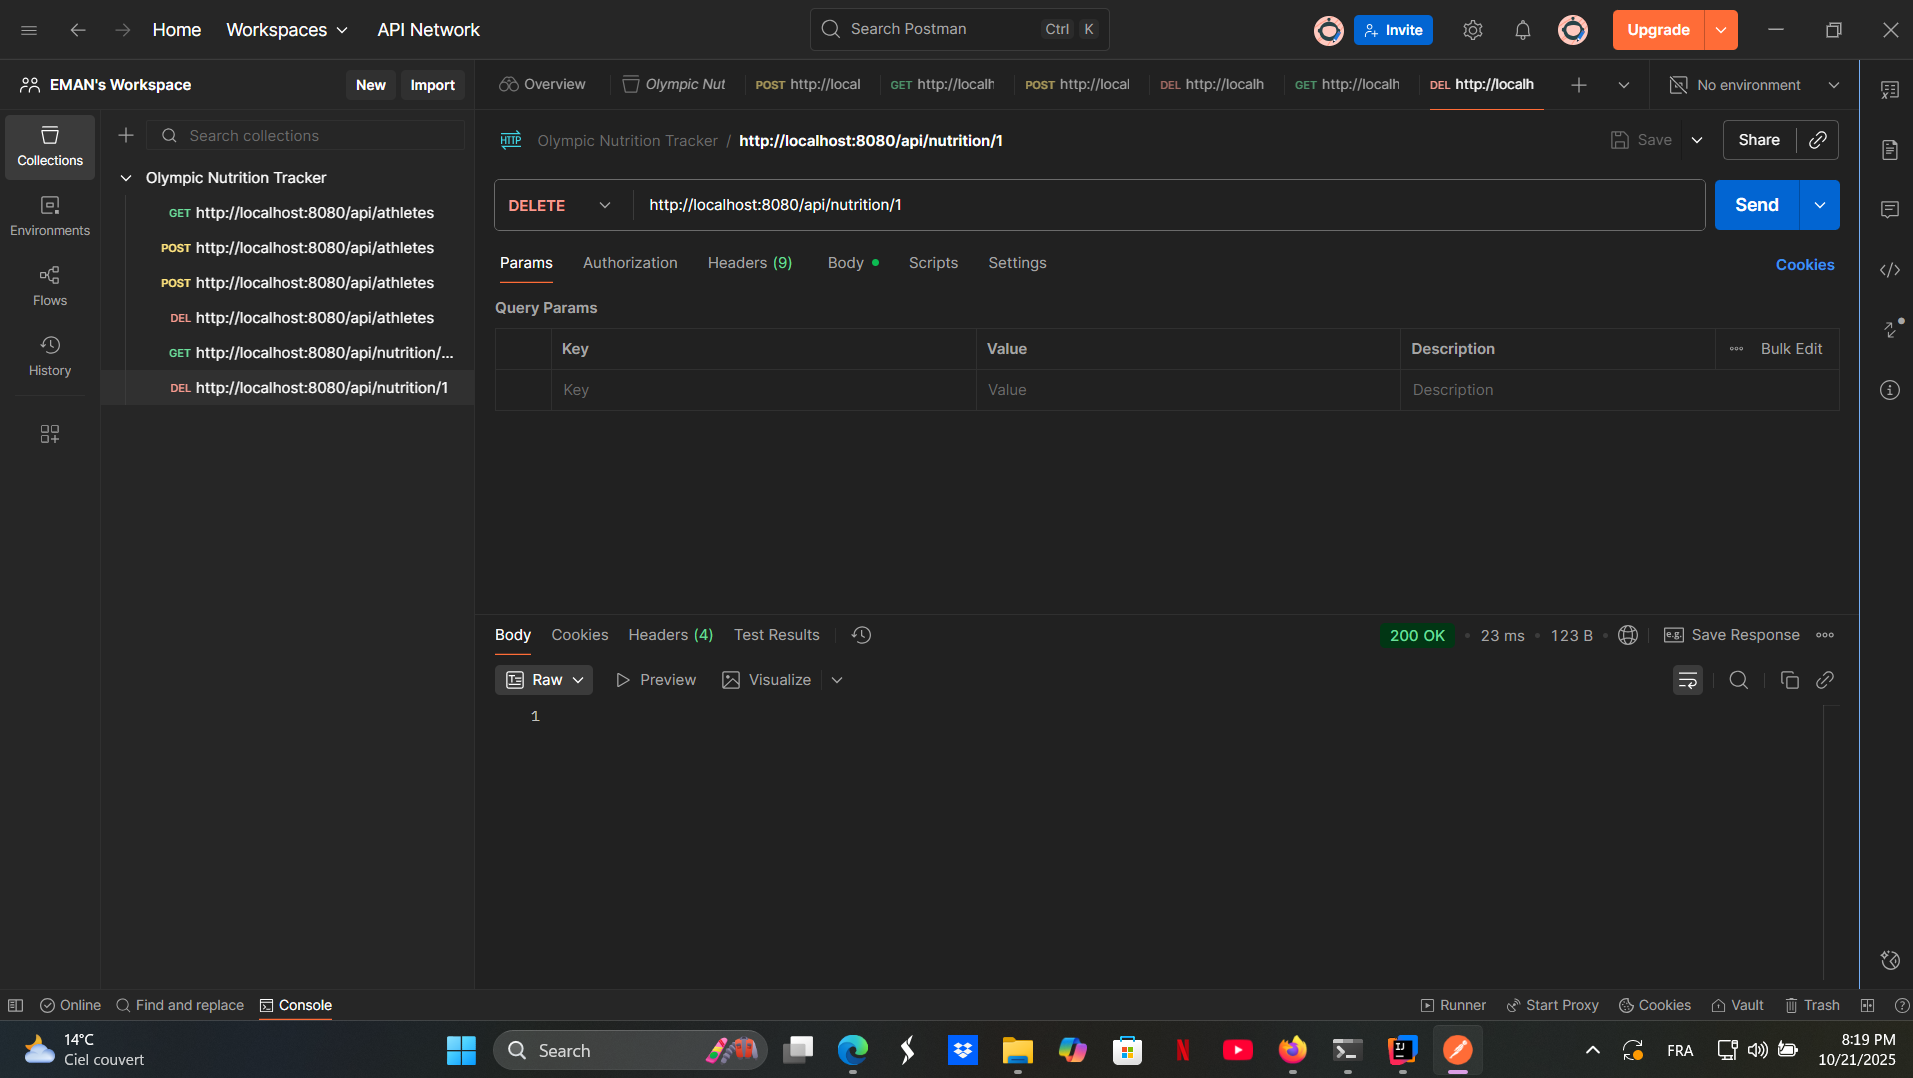 Home Workspaces API Network Search Postman Ctrl K Invite Upgrade
EMAN's Workspace New Import
Overview Olympic Nut POST http://local GET http://localh POST http://local DEL http://localh GET http://localh DEL http://localh No environment
Search collections
Collections
Environments
Flows
History
Olympic Nutrition Tracker
GET http://localhost:8080/api/athletes
POST http://localhost:8080/api/athletes
POST http://localhost:8080/api/athletes
DEL http://localhost:8080/api/athletes
GET http://localhost:8080/api/nutrition/...
DEL http://localhost:8080/api/nutrition/1
HTTP Olympic Nutrition Tracker / http://localhost:8080/api/nutrition/1 Save Share
DELETE http://localhost:8080/api/nutrition/1 Send
Params Authorization Headers (9) Body Scripts Settings Cookies
Query Params
Key Value Description Bulk Edit
Key Value Description
Body Cookies Headers (4) Test Results 200 OK 23 ms 123 B e.g. Save Response
Raw Preview Visualize
1
Online Find and replace Console Runner Start Proxy Cookies Vault Trash
14°C
Ciel couvert
Search
FRA
8:19 PM
10/21/2025